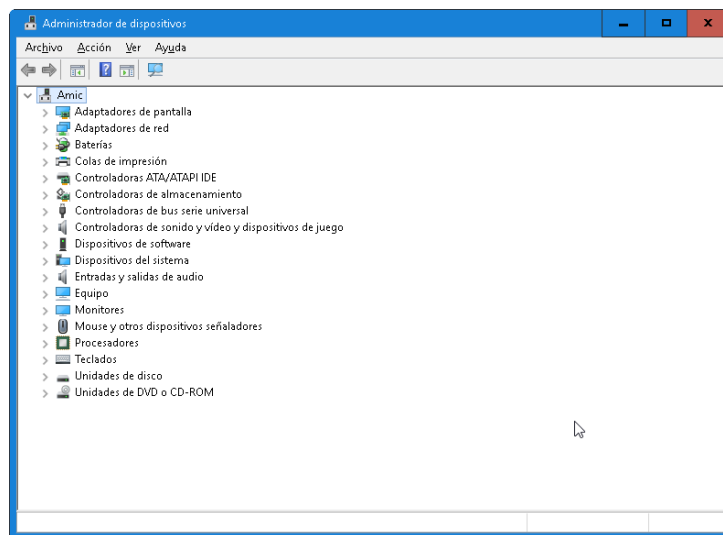 Administrador de dispositivos
Archivo Acción Ver Ayuda
Amic
Adaptadores de pantalla
Adaptadores de red
Baterías
Colas de impresión
Controladoras ATA/ATAPI IDE
Controladoras de almacenamiento
Controladoras de bus serie universal
Controladoras de sonido y vídeo y dispositivos de juego
Dispositivos de software
Dispositivos del sistema
Entradas y salidas de audio
Equipo
Monitores
Mouse y otros dispositivos señaladores
Procesadores
Teclados
Unidades de disco
Unidades de DVD o CD-ROM